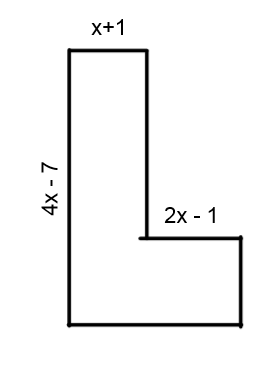 x+1
4x - 7
2x - 1